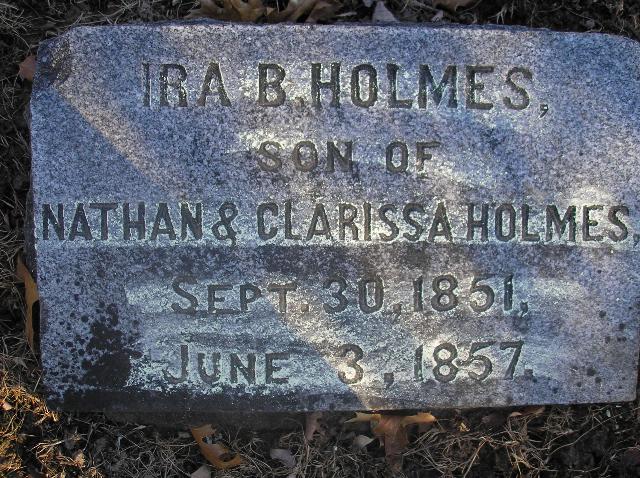 IRA B. HOLMES,
SON OF
NATHAN & CLARISSA HOLMES.
SEPT. 30, 1851,
JUNE 3, 1857.